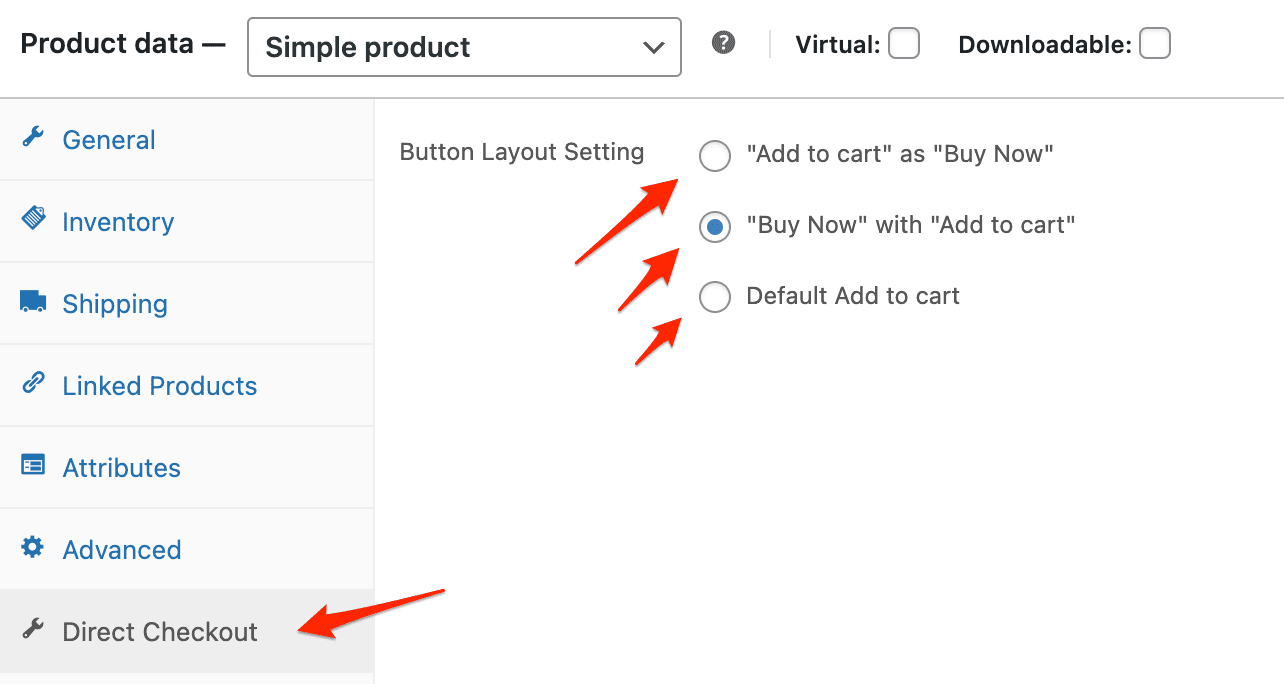 Product data — Simple product ? Virtual: Downloadable:
General
Inventory
Shipping
Linked Products
Attributes
Advanced
Direct Checkout
Button Layout Setting
"Add to cart" as "Buy Now"
"Buy Now" with "Add to cart"
Default Add to cart